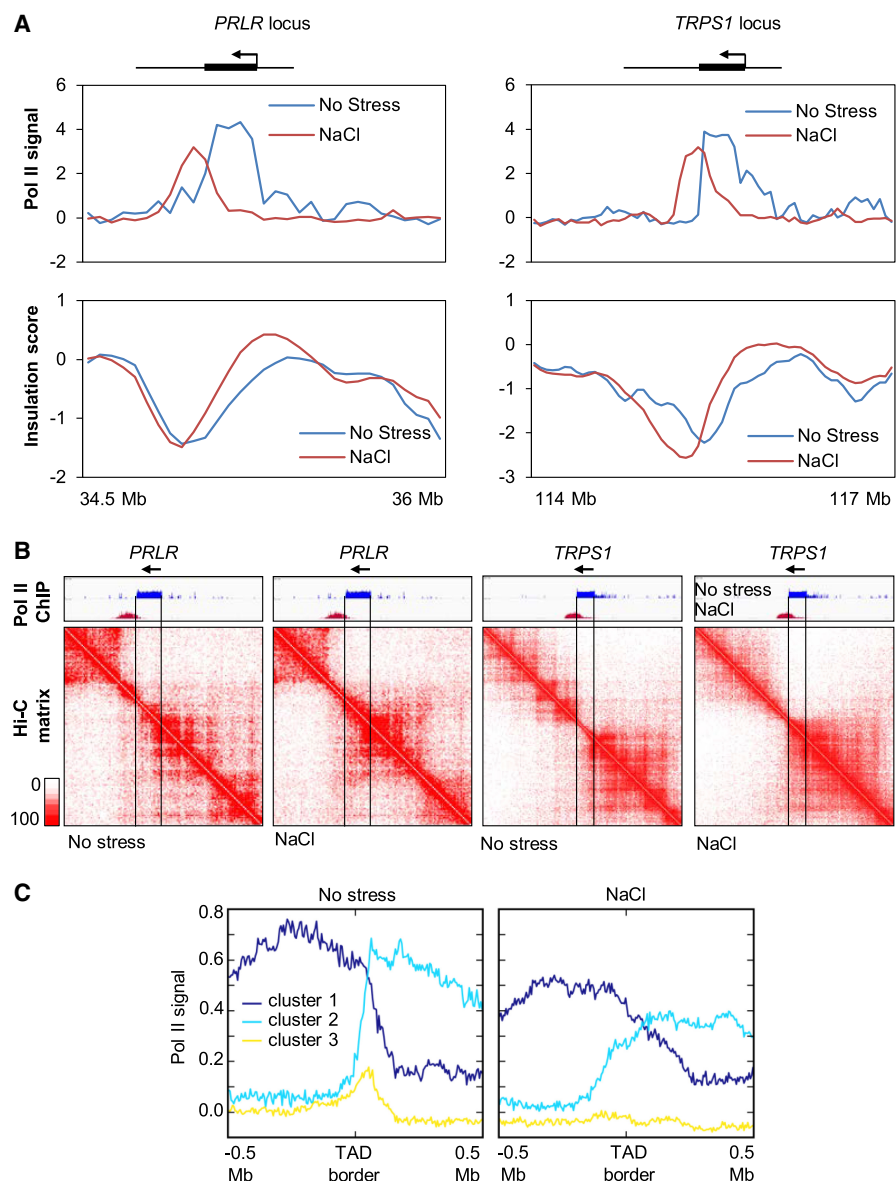 A
PRLR locus
TRPS1 locus
Pol II signal
6
4
2
0
-2
No Stress
NaCl
6
4
2
0
-2
No Stress
NaCl
Insulation score
1
0
-1
-2
No Stress
NaCl
34.5 Mb
36 Mb
1
0
-1
-2
-3
No Stress
NaCl
114 Mb
117 Mb
B
PRLR
PRLR
TRPS1
TRPS1
Pol II
ChIP
No stress
NaCl
Hi-C
matrix
0
100
No stress
NaCl
No stress
NaCl
C
No stress
NaCl
Pol II signal
0.8
0.6
0.4
0.2
0.0
cluster 1
cluster 2
cluster 3
-0.5
Mb
TAD
border
0.5
Mb
-0.5
Mb
TAD
border
0.5
Mb